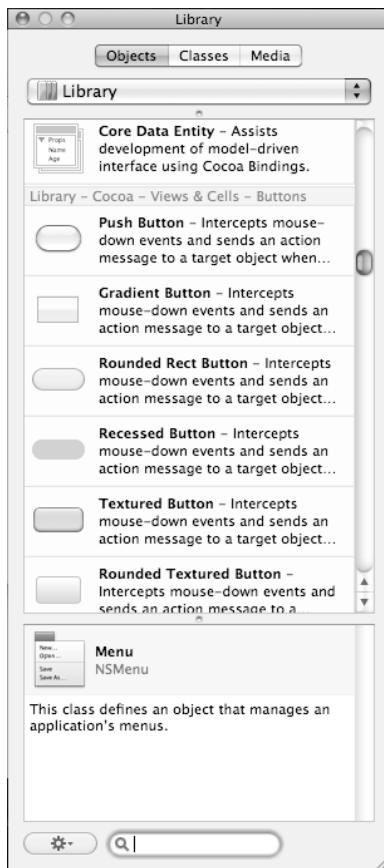 Library
Objects Classes Media
Library
Props
Name
Age
Core Data Entity – Assists
development of model-driven
interface using Cocoa Bindings.
Library – Cocoa – Views & Cells – Buttons
Push Button – Intercepts mouse-
down events and sends an action
message to a target object when...
Gradient Button – Intercepts
mouse-down events and sends an
action message to a target object...
Rounded Rect Button – Intercepts
mouse-down events and sends an
action message to a target object...
Recessed Button – Intercepts
mouse-down events and sends an
action message to a target object...
Textured Button – Intercepts
mouse-down events and sends an
action message to a target object...
Rounded Textured Button –
Intercepts mouse-down events and
sends an action message to a...
New...
Open...
Save
Save As...
Menu
NSMenu
This class defines an object that manages an
application's menus.